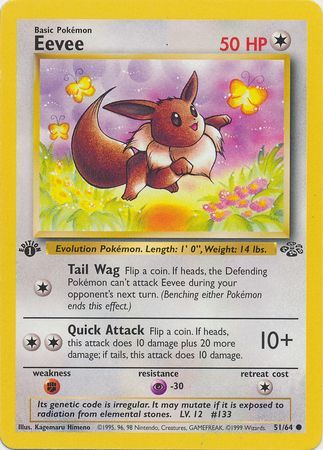 Basic Pokémon
Eevee
50 HP
EDITION
1
Evolution Pokémon. Length: 1' 0", Weight: 14 lbs.
Tail Wag Flip a coin. If heads, the Defending
Pokémon can't attack Eevee during your
opponent's next turn. (Benching either Pokémon
ends this effect.)
Quick Attack Flip a coin. If heads,
this attack does 10 damage plus 20 more
damage; if tails, this attack does 10 damage.
10+
weakness
resistance
retreat cost
-30
Its genetic code is irregular. It may mutate if it is exposed to
radiation from elemental stones. LV. 12 #133
Illus. Kagemaru Himeno
©1995, 96, 98 Nintendo, Creatures, GAMEFREAK. ©1999 Wizards.
51/64